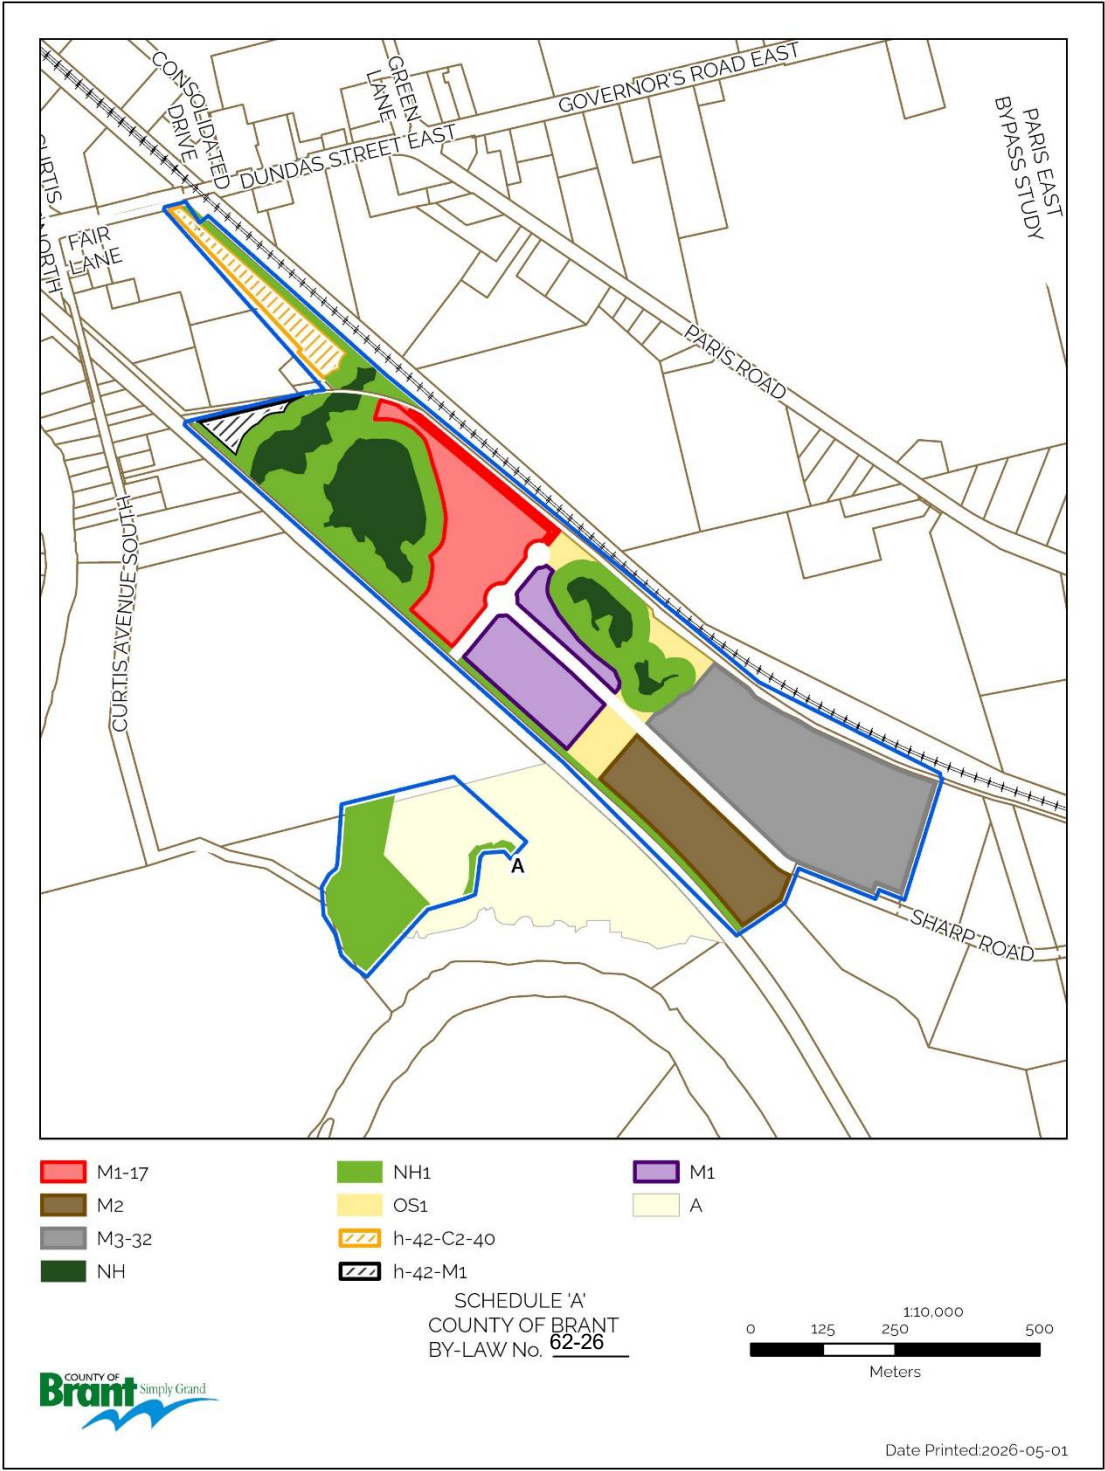 CONSOLIDATED
DRIVE
GREEN
LANE
GOVERNOR'S ROAD EAST
DUNDAS STREET EAST
PARIS EAST
BYPASS STUDY
CURTIS
NORTH
FAIR
LANE
PARIS ROAD
CURTIS AVENUE SOUTH
A
SHARP ROAD
M1-17
M2
M3-32
NH
NH1
OS1
h-42-C2-40
h-42-M1
M1
A
SCHEDULE 'A'
COUNTY OF BRANT
BY-LAW No. 62-26
1:10,000
0 125 250 500
Meters
COUNTY OF
Brant Simply Grand
Date Printed:2026-05-01